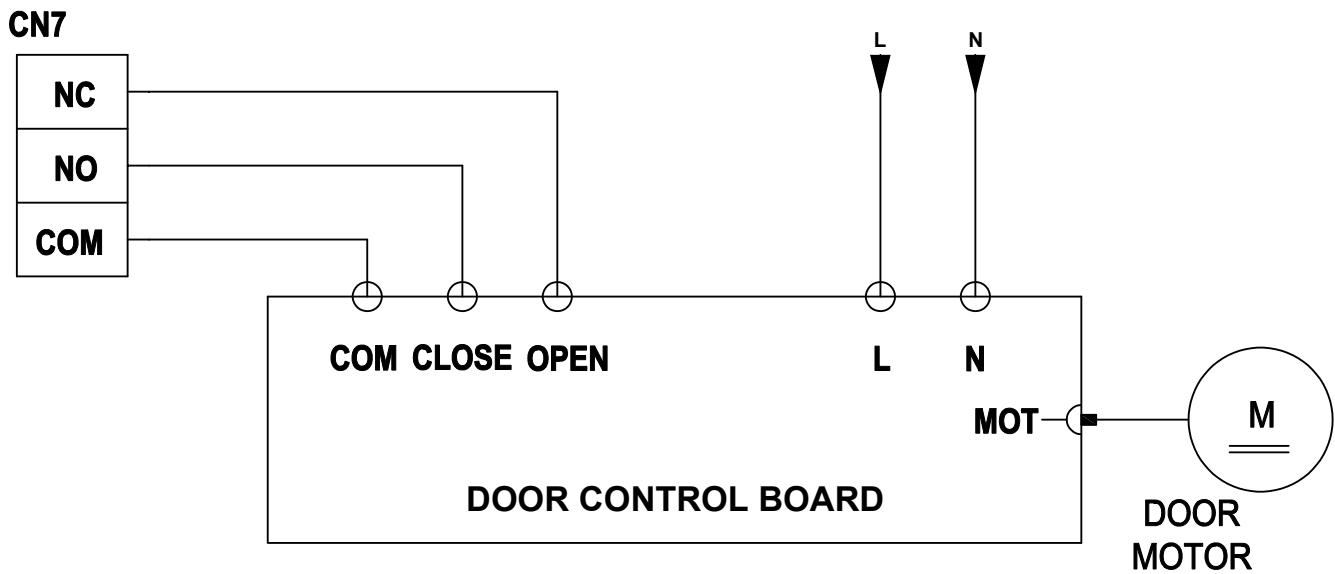 CN7
L N
NC
NO
COM
COM CLOSE OPEN L N
MOT
M
DOOR CONTROL BOARD
DOOR
MOTOR